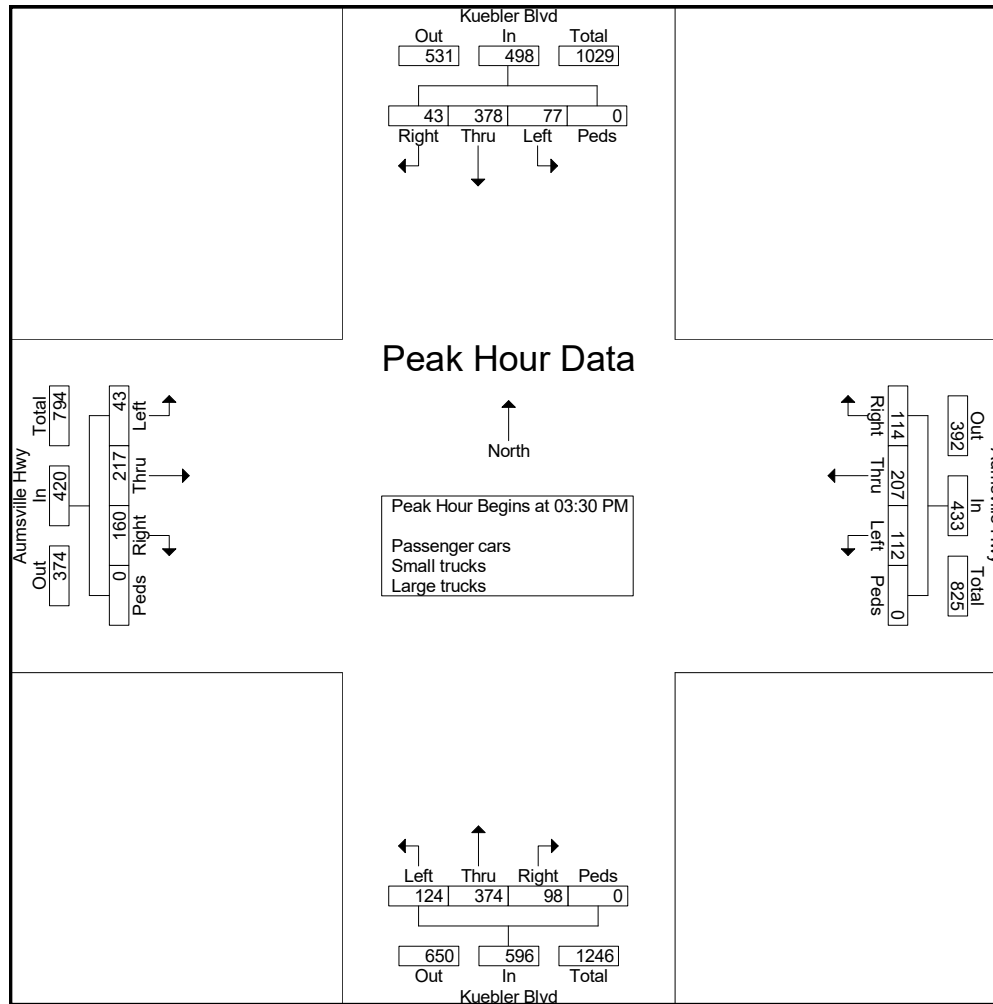 Kuebler Blvd
Out In Total
531 498 1029
43 378 77 0
Right Thru Left Peds
Peak Hour Data
North
Peak Hour Begins at 03:30 PM
Passenger cars
Small trucks
Large trucks
Aumsville Hwy
Out In Total
374 420 794
43 217 160 0
Left Thru Right Peds
Out In Total
392 433 825
114 207 112 0
Right Thru Left Peds
Left Thru Right Peds
124 374 98 0
650 596 1246
Out In Total
Kuebler Blvd